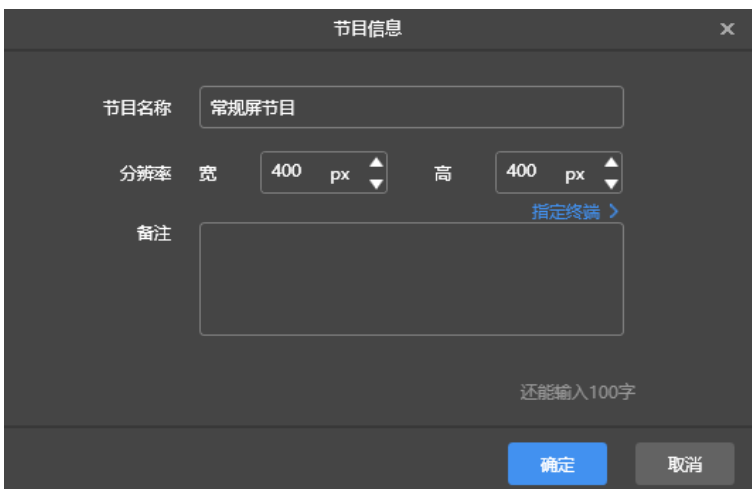 节目信息
节目名称 常规屏节目
分辨率 宽 400 px 高 400 px
指定终端
备注
还能输入100字
确定 取消